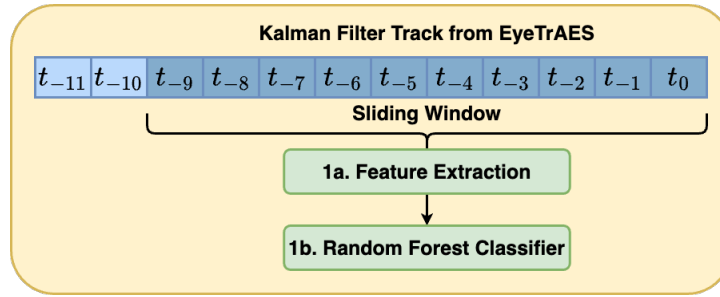 Kalman Filter Track from EyeTrAES
t₋₁₁ t₋₁₀ t₋₉ t₋₈ t₋₇ t₋₆ t₋₅ t₋₄ t₋₃ t₋₂ t₋₁ t₀
Sliding Window
1a. Feature Extraction
1b. Random Forest Classifier